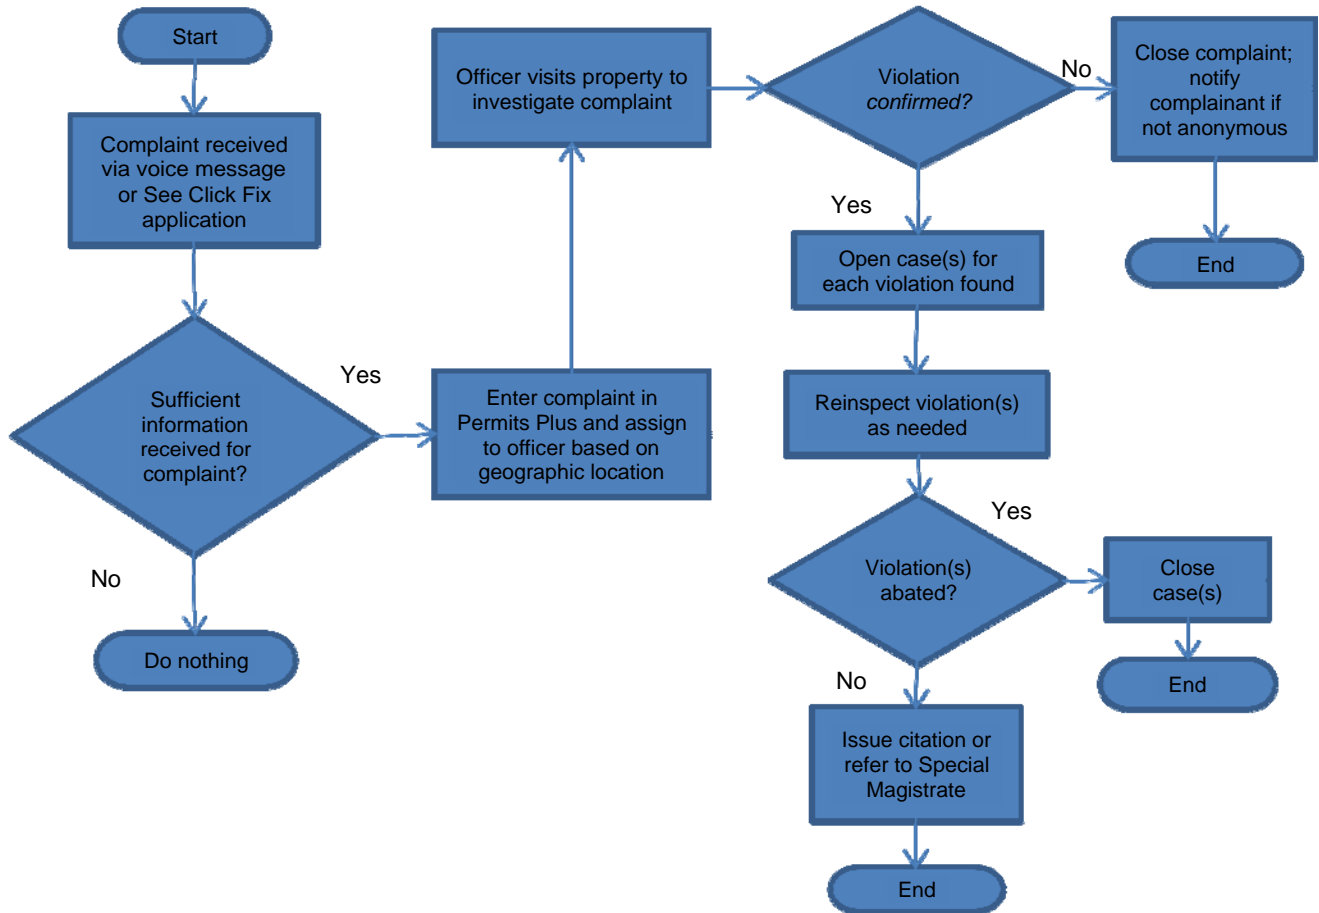 Start
Complaint received
via voice message
or See Click Fix
application
Sufficient
information
received for
complaint?
Yes
No
Do nothing
Enter complaint in
Permits Plus and assign
to officer based on
geographic location
Officer visits property to
investigate complaint
Violation
confirmed?
No
Close complaint;
notify
complainant if
not anonymous
End
Yes
Open case(s) for
each violation found
Reinspect violation(s)
as needed
Violation(s)
abated?
Yes
Close
case(s)
End
No
Issue citation or
refer to Special
Magistrate
End